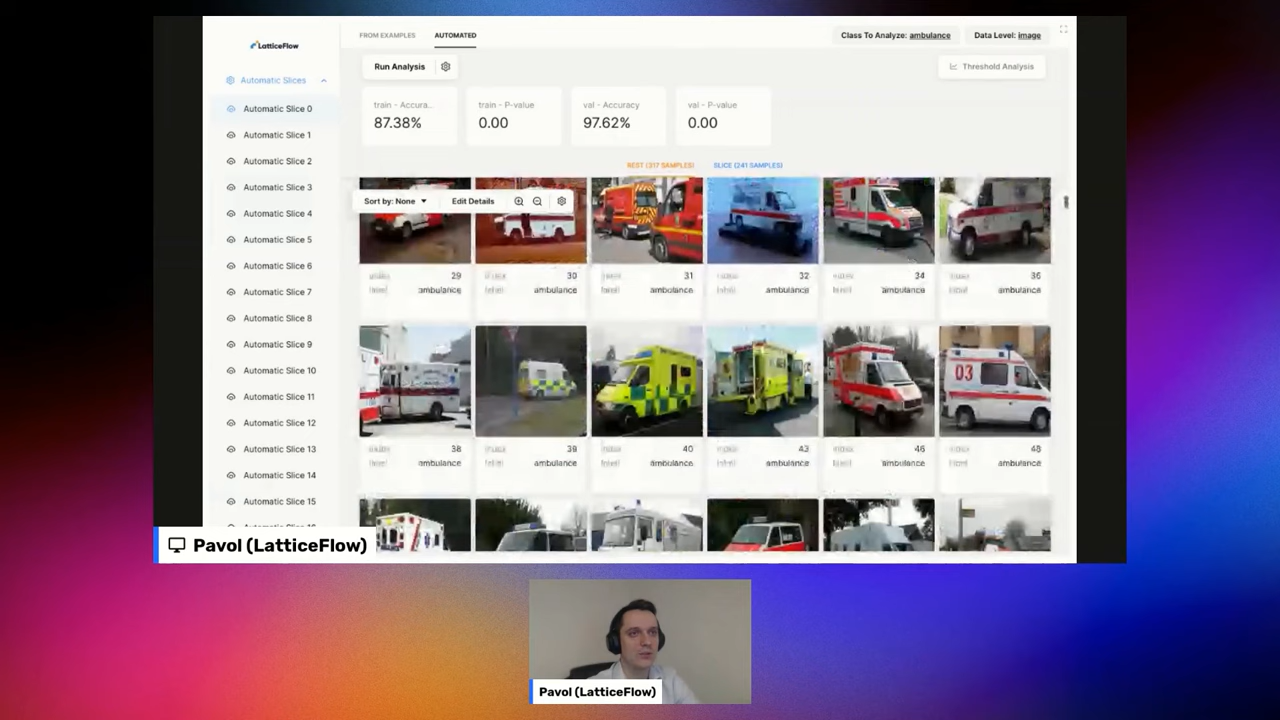 LatticeFlow
FROM EXAMPLES
AUTOMATED
Class To Analyze: ambulance
Data Level: image
Automatic Slices
Run Analysis
Threshold Analysis
train - Accura...
87.38%
train - P-value
0.00
val - Accuracy
97.62%
val - P-value
0.00
REST (317 SAMPLES)
SLICE (241 SAMPLES)
Automatic Slice 0
Automatic Slice 1
Automatic Slice 2
Automatic Slice 3
Automatic Slice 4
Automatic Slice 5
Automatic Slice 6
Automatic Slice 7
Automatic Slice 8
Automatic Slice 9
Automatic Slice 10
Automatic Slice 11
Automatic Slice 12
Automatic Slice 13
Automatic Slice 14
Automatic Slice 15
Sort by: None
Edit Details
29
30
31
32
34
36
ambulance
ambulance
ambulance
ambulance
ambulance
ambulance
03
38
39
40
43
46
48
ambulance
ambulance
ambulance
ambulance
ambulance
ambulance
Pavol (LatticeFlow)
Pavol (LatticeFlow)